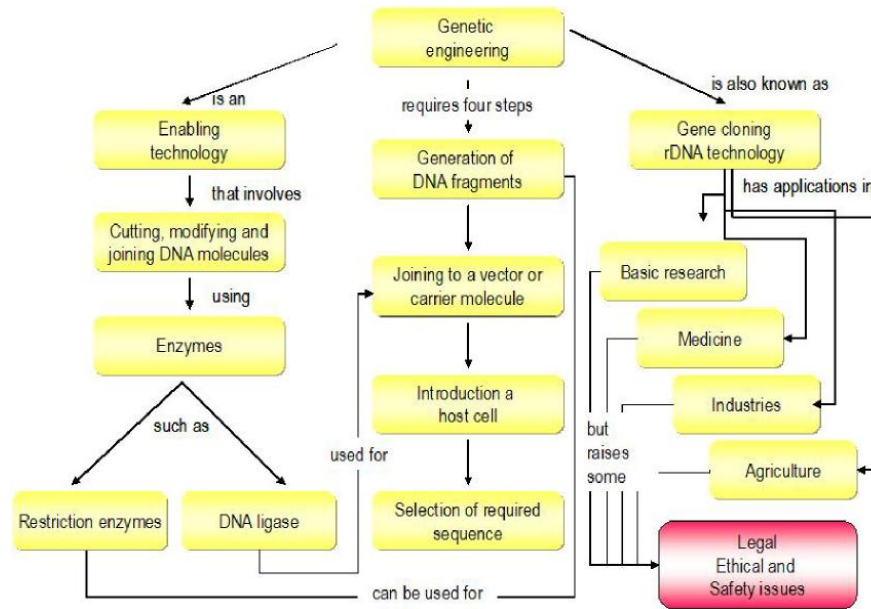 Genetic
engineering
is an
requires four steps
is also known as
Enabling
technology
Generation of
DNA fragments
Gene cloning
rDNA technology
that involves
has applications in
Cutting, modifying and
joining DNA molecules
Joining to a vector or
carrier molecule
Basic research
using
Enzymes
Medicine
Introduction a
host cell
Industries
such as
used for
but
raises
some
Agriculture
Restriction enzymes
DNA ligase
Selection of required
sequence
Legal
Ethical and
Safety issues
can be used for